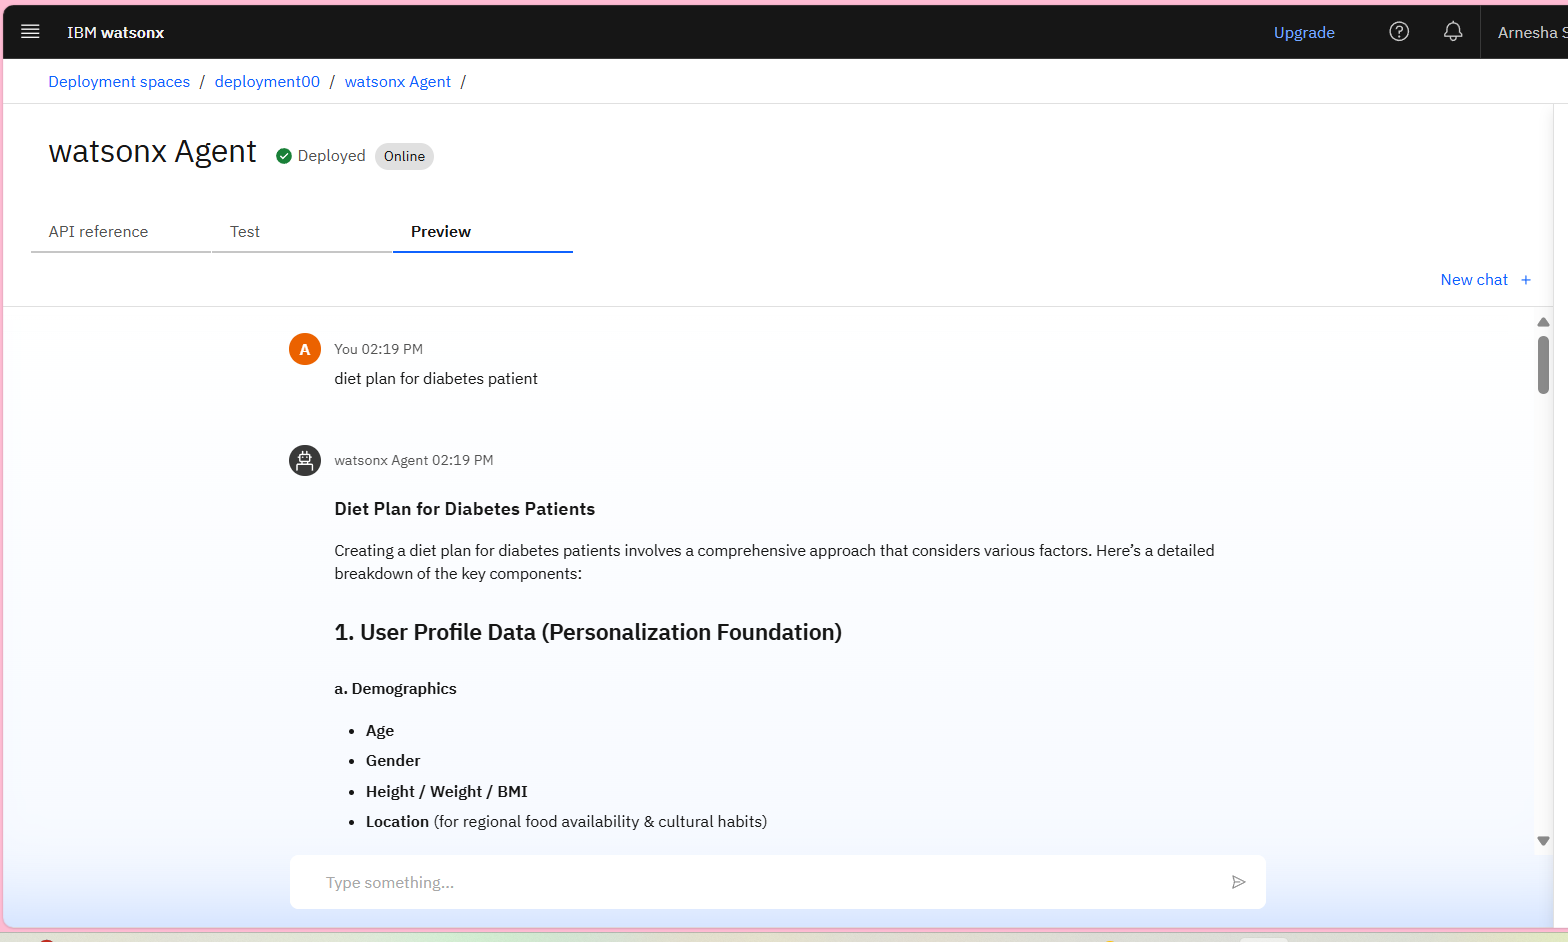 IBM watsonx
Upgrade
Arnesha S
Deployment spaces / deployment00 / watsonx Agent /
watsonx Agent
Deployed
Online
API reference
Test
Preview
New chat +
A
You 02:19 PM
diet plan for diabetes patient
watsonx Agent 02:19 PM
Diet Plan for Diabetes Patients
Creating a diet plan for diabetes patients involves a comprehensive approach that considers various factors. Here’s a detailed
breakdown of the key components:
1. User Profile Data (Personalization Foundation)
a. Demographics
• Age
• Gender
• Height / Weight / BMI
• Location (for regional food availability & cultural habits)
Type something...